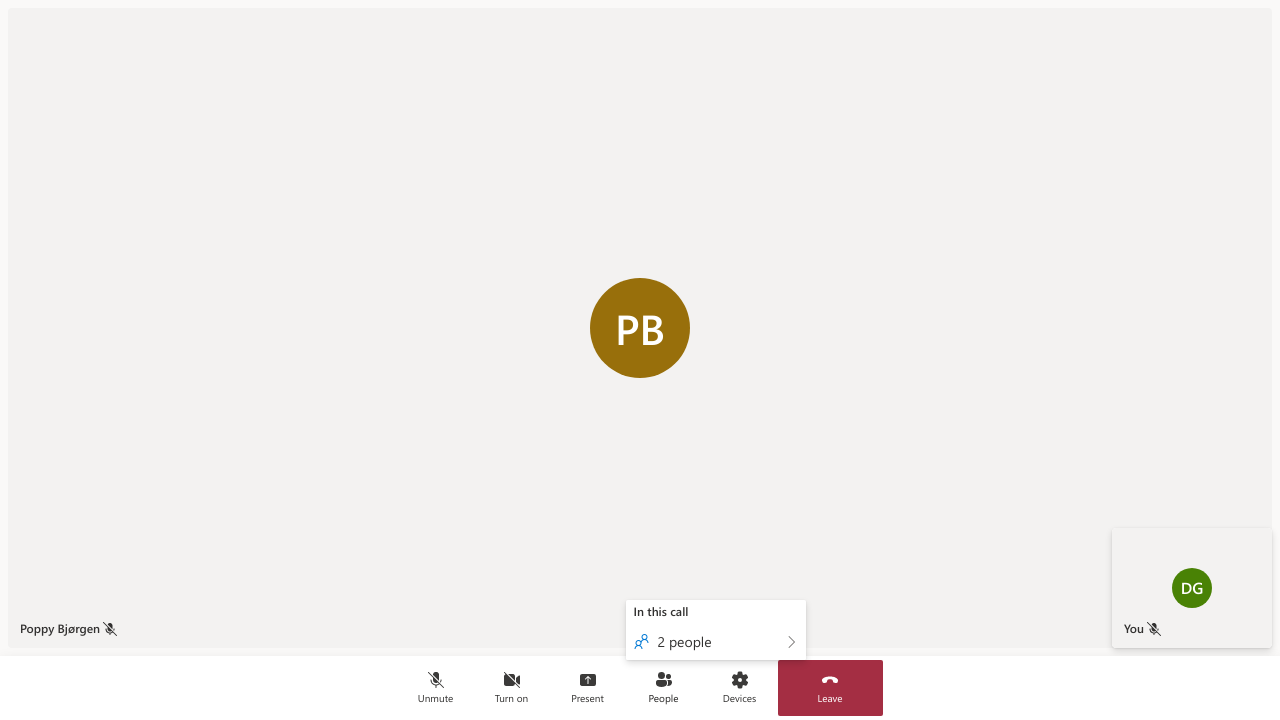 PB
DG
Poppy Bjørgen
You
In this call
2 people
Unmute
Turn on
Present
People
Devices
Leave